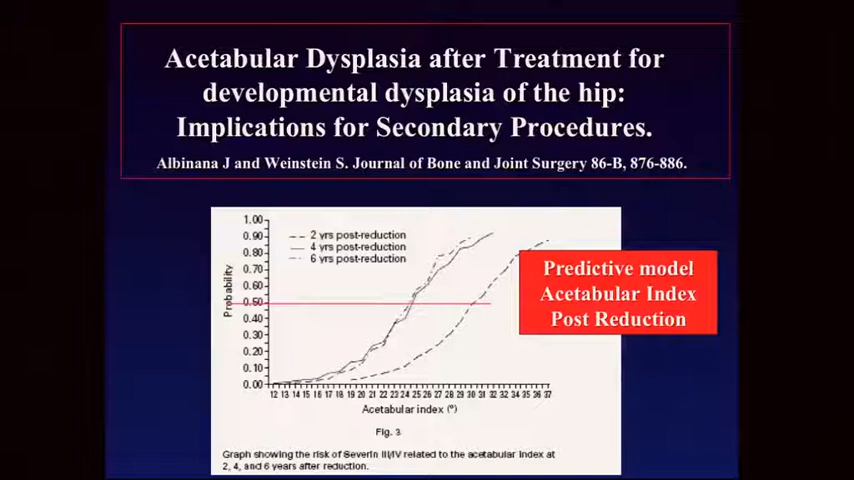 Acetabular Dysplasia after Treatment for
developmental dysplasia of the hip:
Implications for Secondary Procedures.
Albinana J and Weinstein S. Journal of Bone and Joint Surgery 86-B, 876-886.
1.00
0.90
0.80
0.70
0.60
0.50
0.40
0.30
0.20
0.10
0.00
Probability
2 yrs post-reduction
4 yrs post-reduction
6 yrs post-reduction
Predictive model
Acetabular Index
Post Reduction
12 13 14 15 16 17 18 19 20 21 22 23 24 25 26 27 28 29 30 31 32 32 34 35 36 37
Acetabular index (°)
Fig. 3
Graph showing the risk of Severin III/IV related to the acetabular index at
2, 4, and 6 years after reduction.